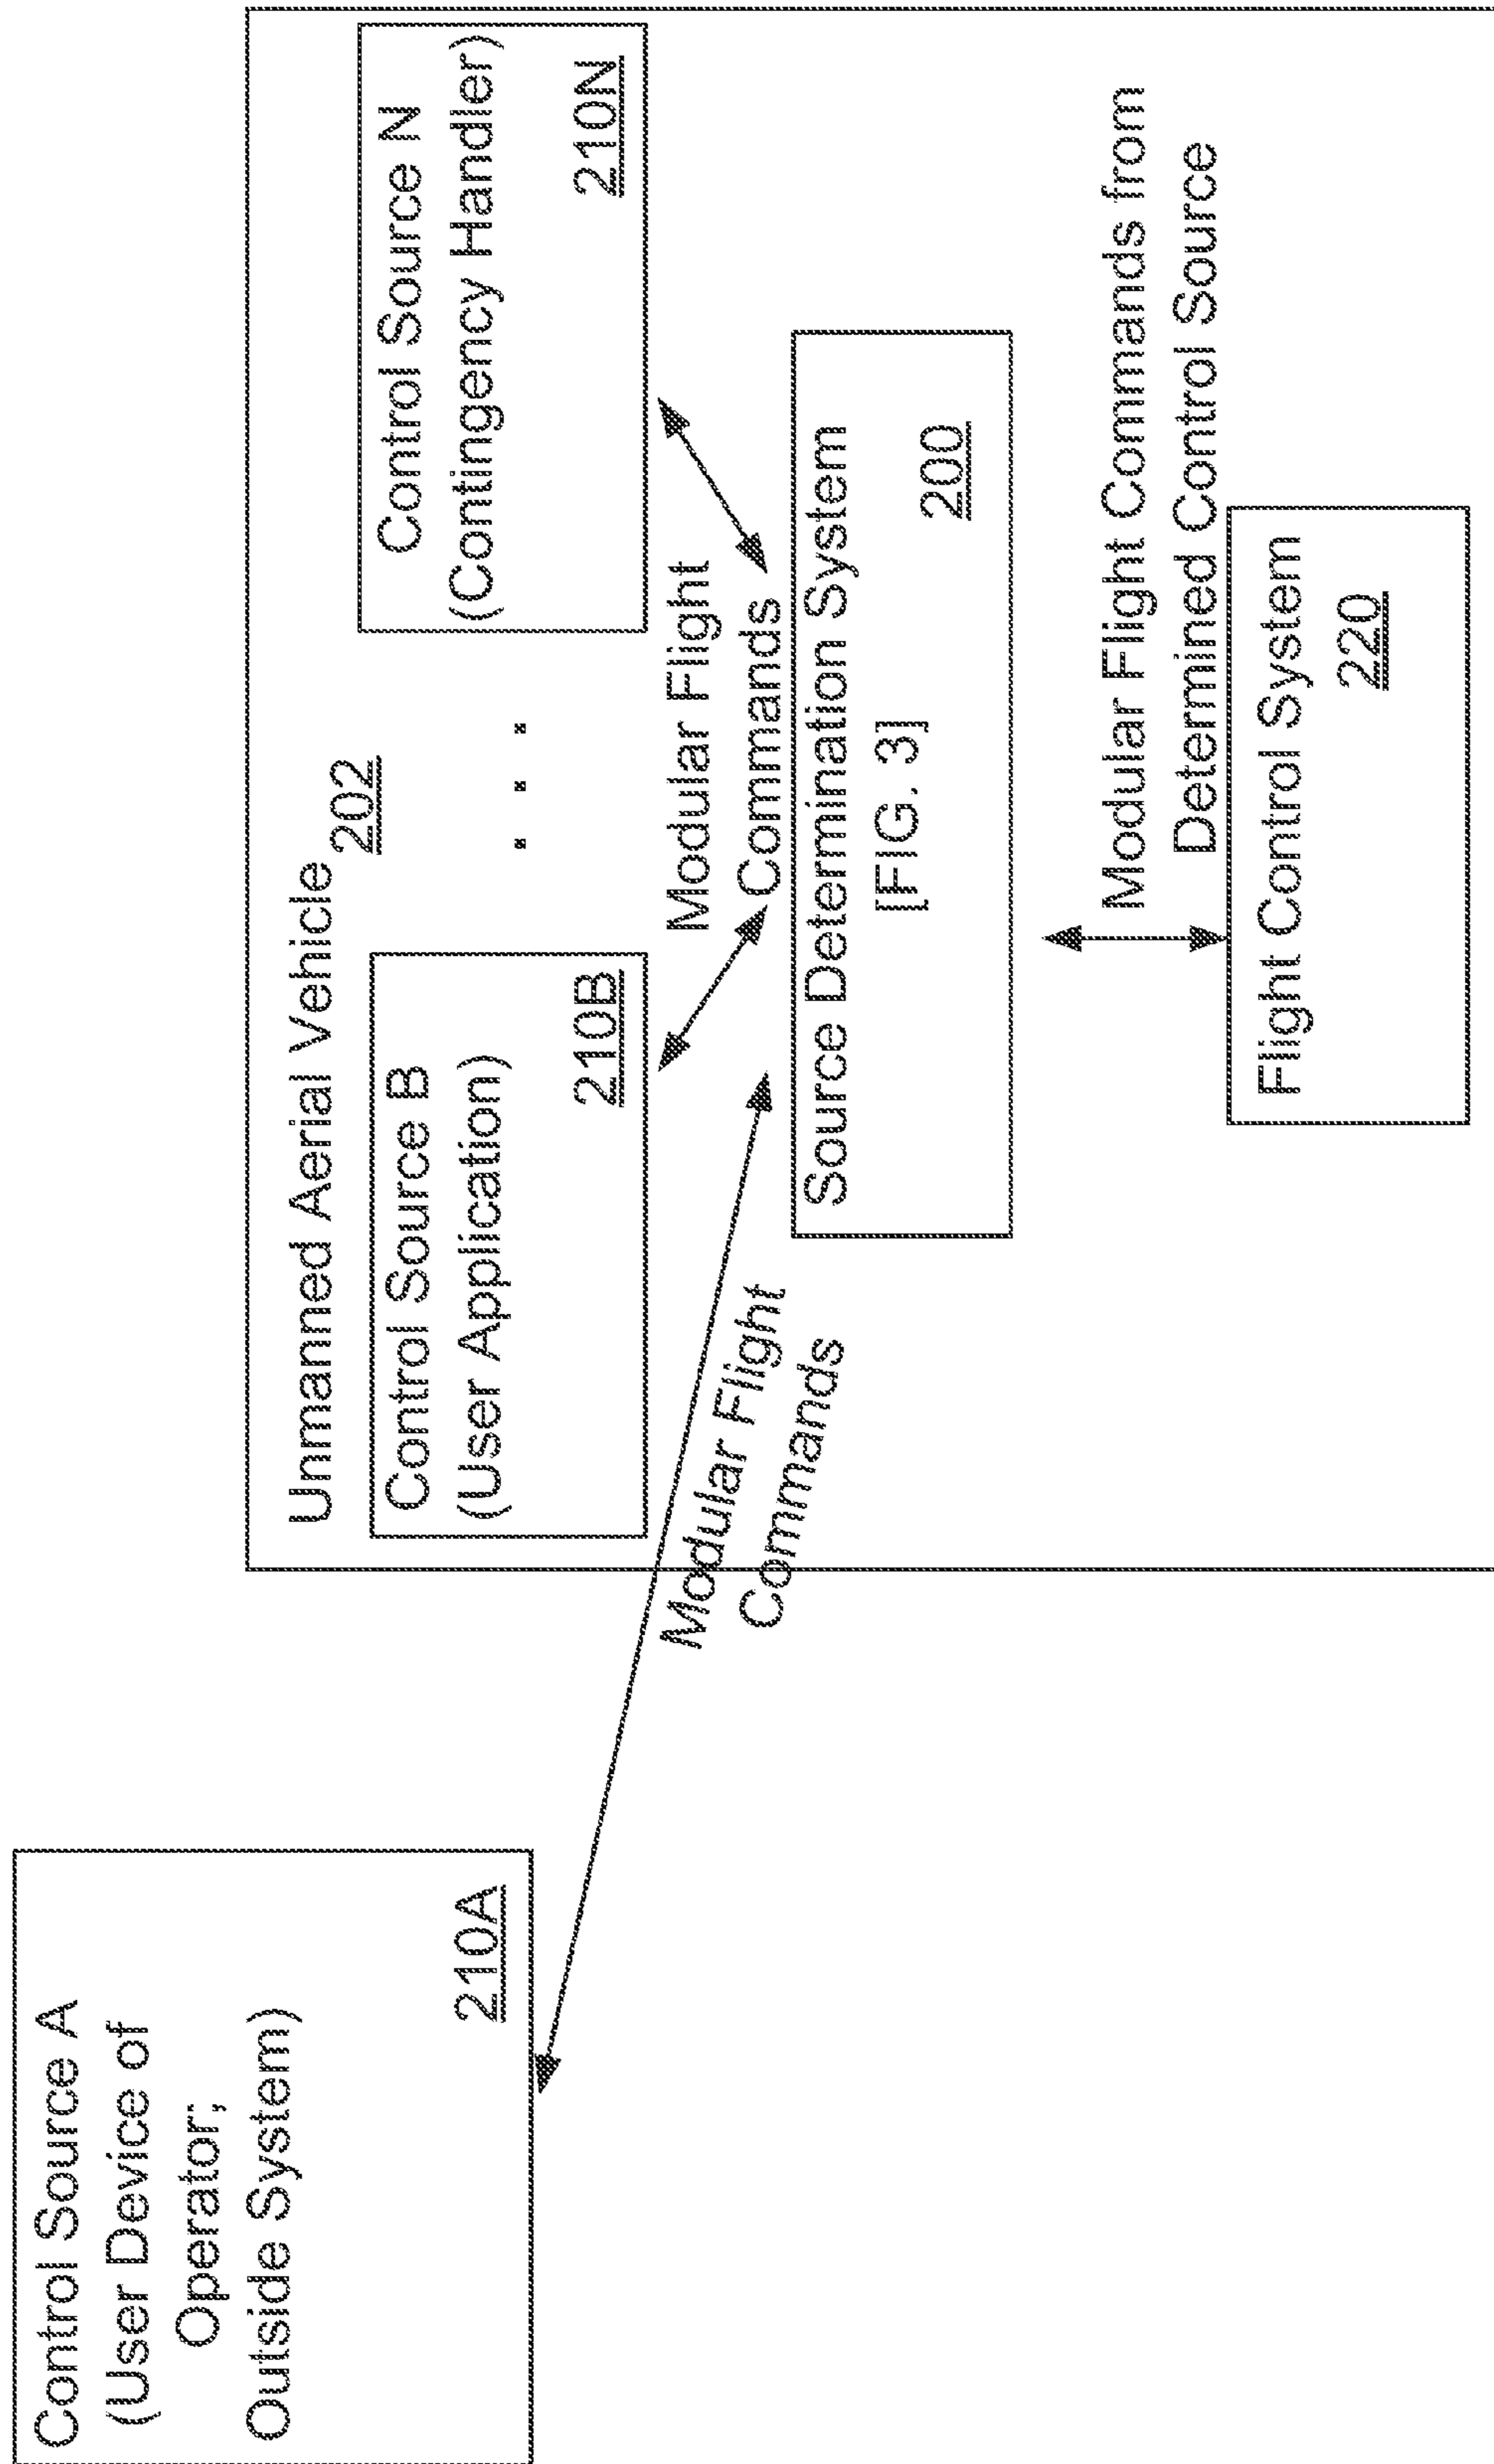 Control Source A
(User Device of
Operator;
Outside System)
210A
Unmanned Aerial Vehicle
202
Control Source B
(User Application)
210B
. . .
Control Source N
(Contingency Handler)
210N
Modular Flight
Commands
Modular Flight
Commands
Source Determination System
[FIG. 3]
200
Modular Flight Commands from
Determined Control Source
Flight Control System
220